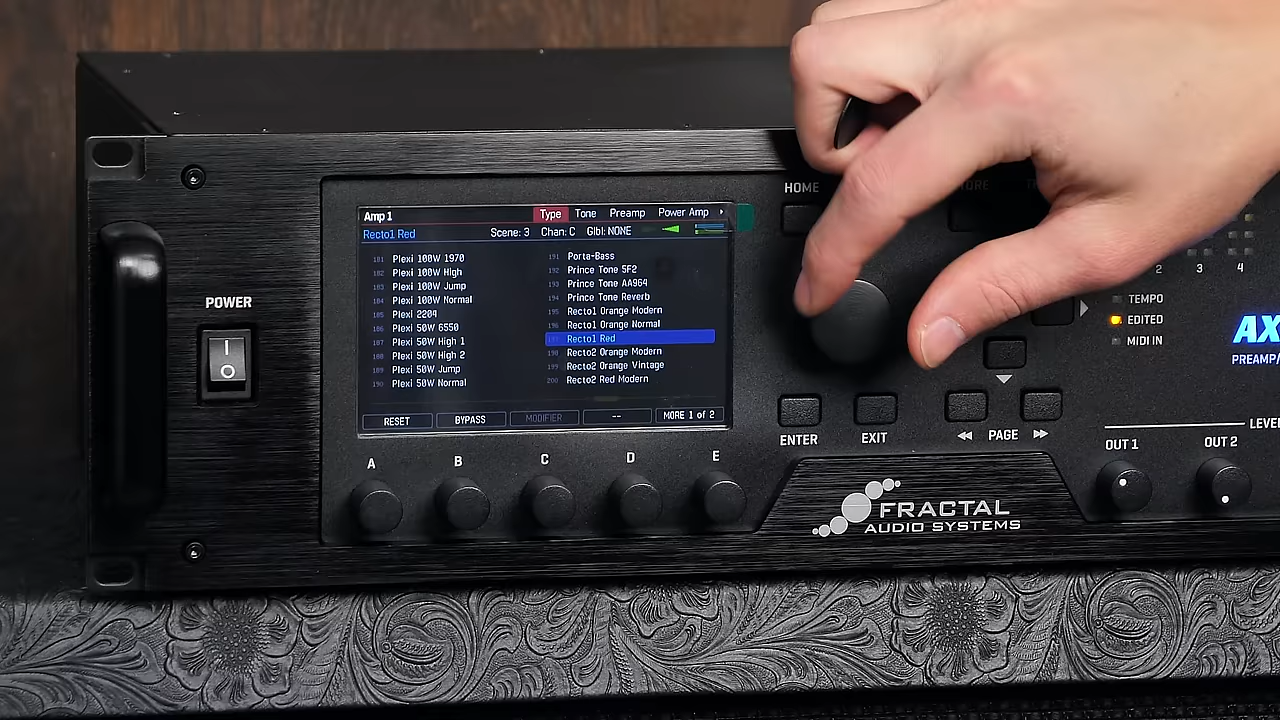 HOME
Amp 1 Type Tone Preamp Power Amp
Recto1 Red Scene: 3 Chan: C Glbl: NONE
181 Plexi 100W 1970
182 Plexi 100W High
183 Plexi 100W Jump
184 Plexi 100W Normal
185 Plexi 2204
186 Plexi 50W 6550
187 Plexi 50W High 1
188 Plexi 50W High 2
189 Plexi 50W Jump
190 Plexi 50W Normal
191 Porta-Bass
192 Prince Tone 5F2
193 Prince Tone AA964
194 Prince Tone Reverb
195 Recto1 Orange Modern
196 Recto1 Orange Normal
197 Recto1 Red
198 Recto2 Orange Modern
199 Recto2 Orange Vintage
200 Recto2 Red Modern
RESET BYPASS MODIFIER -- MORE 1 of 2
POWER
I
O
A B C D E
ENTER EXIT PAGE
2 3 4
TEMPO
EDITED
MIDI IN
AX
PREAMP/
LEVE
OUT 1 OUT 2
FRACTAL
AUDIO SYSTEMS